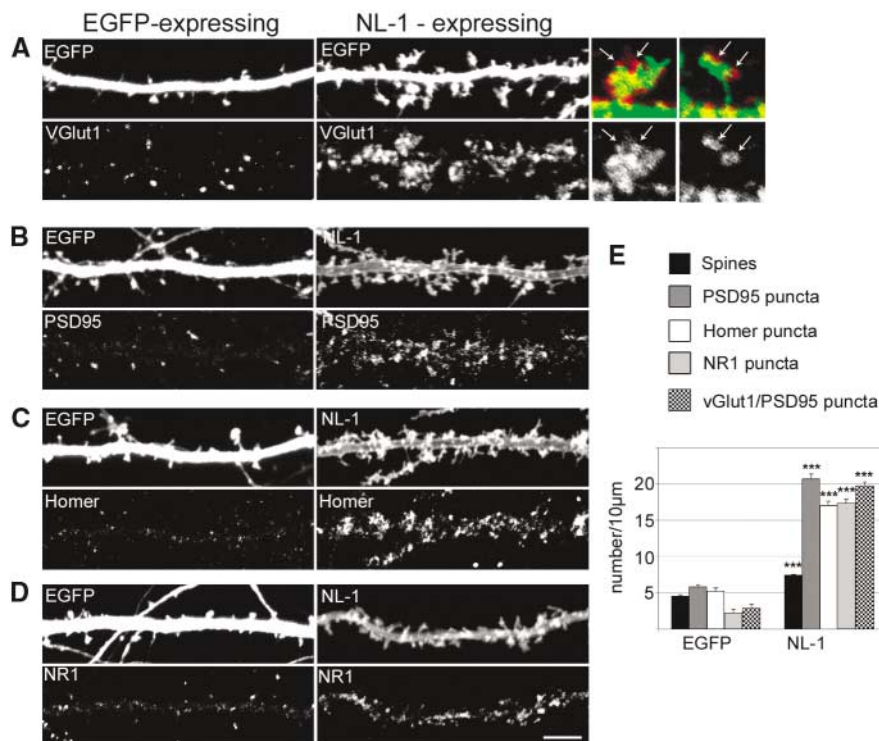 EGFP-expressing
NL-1 - expressing
A
EGFP
EGFP
VGlut1
VGlut1
B
EGFP
NL-1
PSD95
PSD95
C
EGFP
NL-1
Homer
Homer
D
EGFP
NL-1
NR1
NR1
E
Spines
PSD95 puncta
Homer puncta
NR1 puncta
vGlut1/PSD95 puncta
number/10µm
20
15
10
5
***
***
***
***
***
EGFP
NL-1